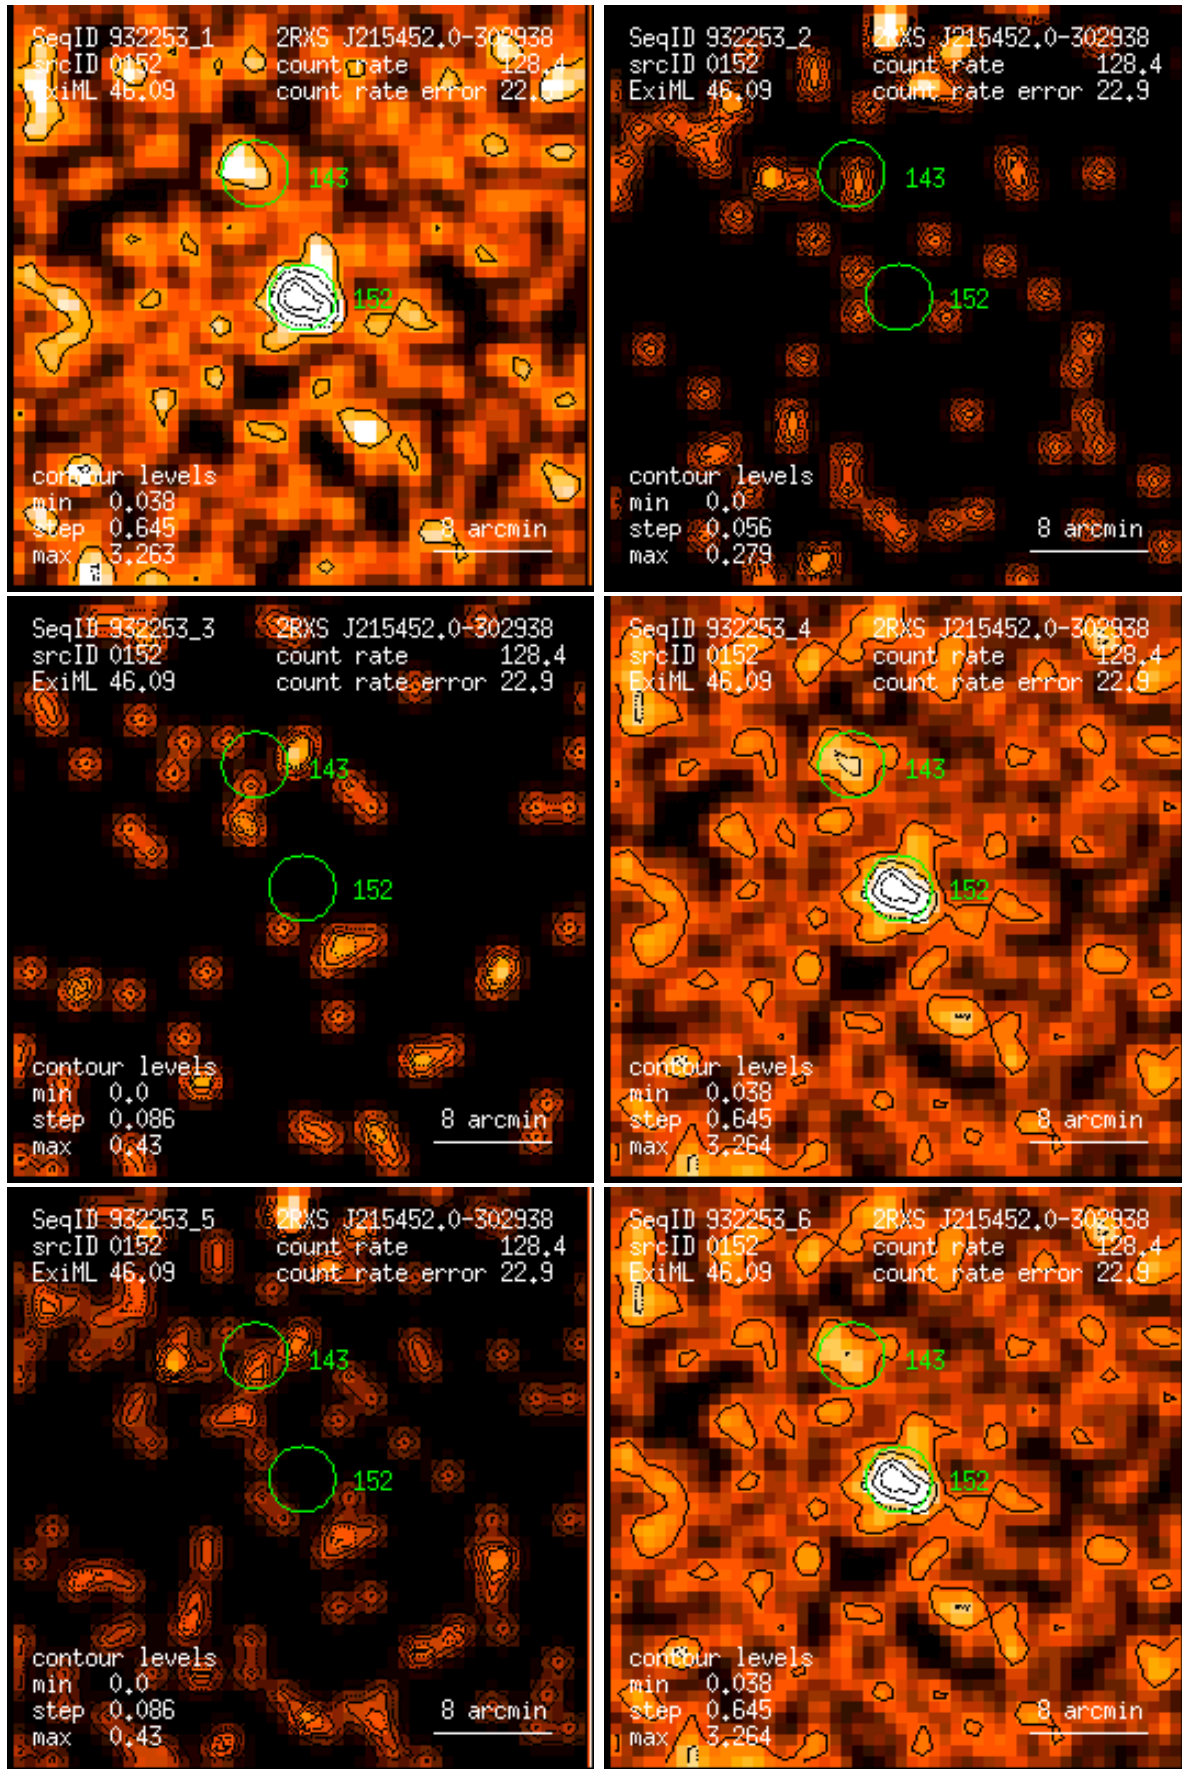 SeqID 932253_1 2RXS J215452.0-302938
srcID 0152 count rate 128.4
ExiML 46.09 count rate error 22.9
143
152
contour levels
min 0.038
step 0.645
max 3.263
8 arcmin
SeqID 932253_2 2RXS J215452.0-302938
srcID 0152 count rate 128.4
ExiML 46.09 count rate error 22.9
143
152
contour levels
min 0.0
step 0.056
max 0.279
8 arcmin
SeqID 932253_3 2RXS J215452.0-302938
srcID 0152 count rate 128.4
ExiML 46.09 count rate error 22.9
143
152
contour levels
min 0.0
step 0.086
max 0.43
8 arcmin
SeqID 932253_4 2RXS J215452.0-302938
srcID 0152 count rate 128.4
ExiML 46.09 count rate error 22.9
143
152
contour levels
min 0.038
step 0.645
max 3.264
8 arcmin
SeqID 932253_5 2RXS J215452.0-302938
srcID 0152 count rate 128.4
ExiML 46.09 count rate error 22.9
143
152
contour levels
min 0.0
step 0.086
max 0.43
8 arcmin
SeqID 932253_6 2RXS J215452.0-302938
srcID 0152 count rate 128.4
ExiML 46.09 count rate error 22.9
143
152
contour levels
min 0.038
step 0.645
max 3.264
8 arcmin